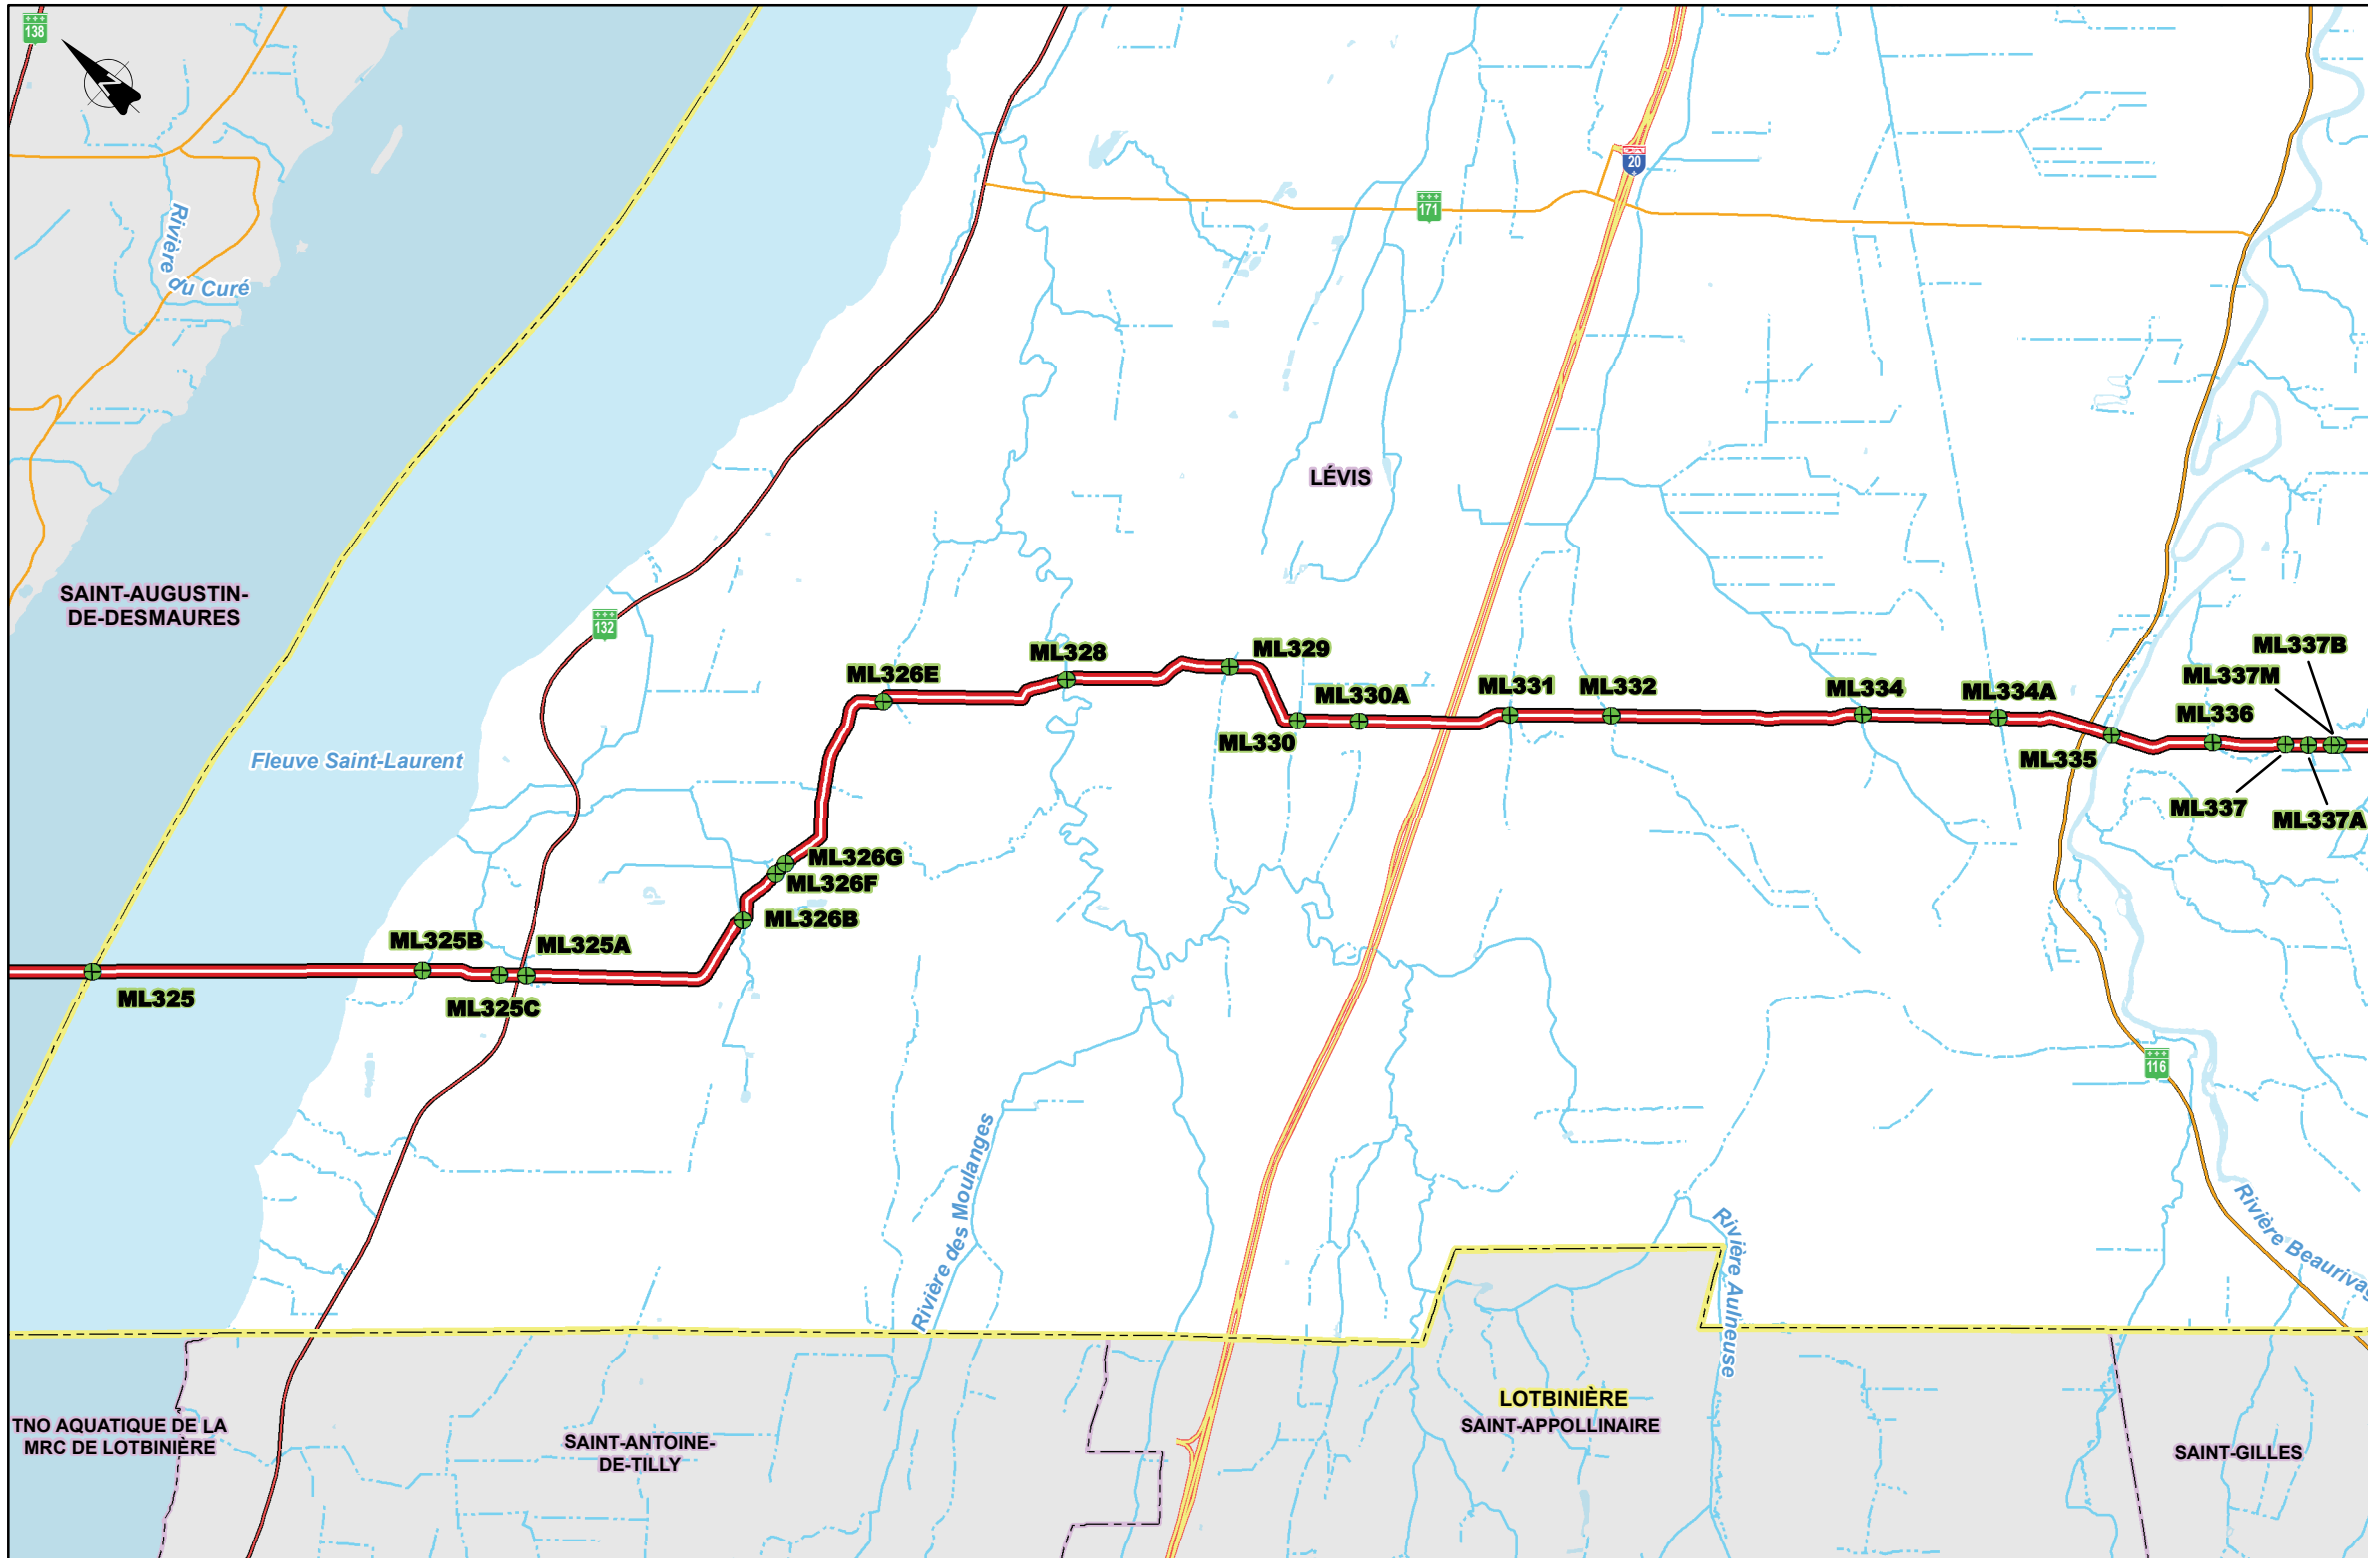 138
N
20
171
Rivière
du Curé
LÉVIS
SAINT-AUGUSTIN-
DE-DESMAURES
132
ML337B
ML329
ML328
ML337M
ML326E
ML331
ML332
ML334
ML334A
ML330A
ML336
ML330
ML335
Fleuve Saint-Laurent
ML337
ML337A
ML326G
ML326F
ML326B
ML325B
ML325A
ML325
ML325C
116
Rivière des Moulanges
Rivière Aulneuse
Rivière Beaurivag
LOTBINIÈRE
SAINT-APPOLLINAIRE
TNO AQUATIQUE DE LA
MRC DE LOTBINIÈRE
SAINT-ANTOINE-
DE-TILLY
SAINT-GILLES